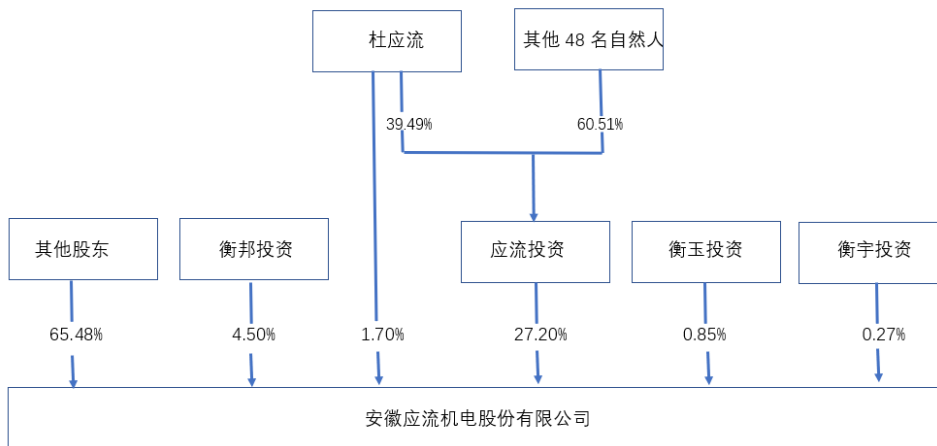 杜应流
其他 48 名自然人
39.49%
60.51%
其他股东
衡邦投资
应流投资
衡玉投资
衡宇投资
65.48%
4.50%
1.70%
27.20%
0.85%
0.27%
安徽应流机电股份有限公司